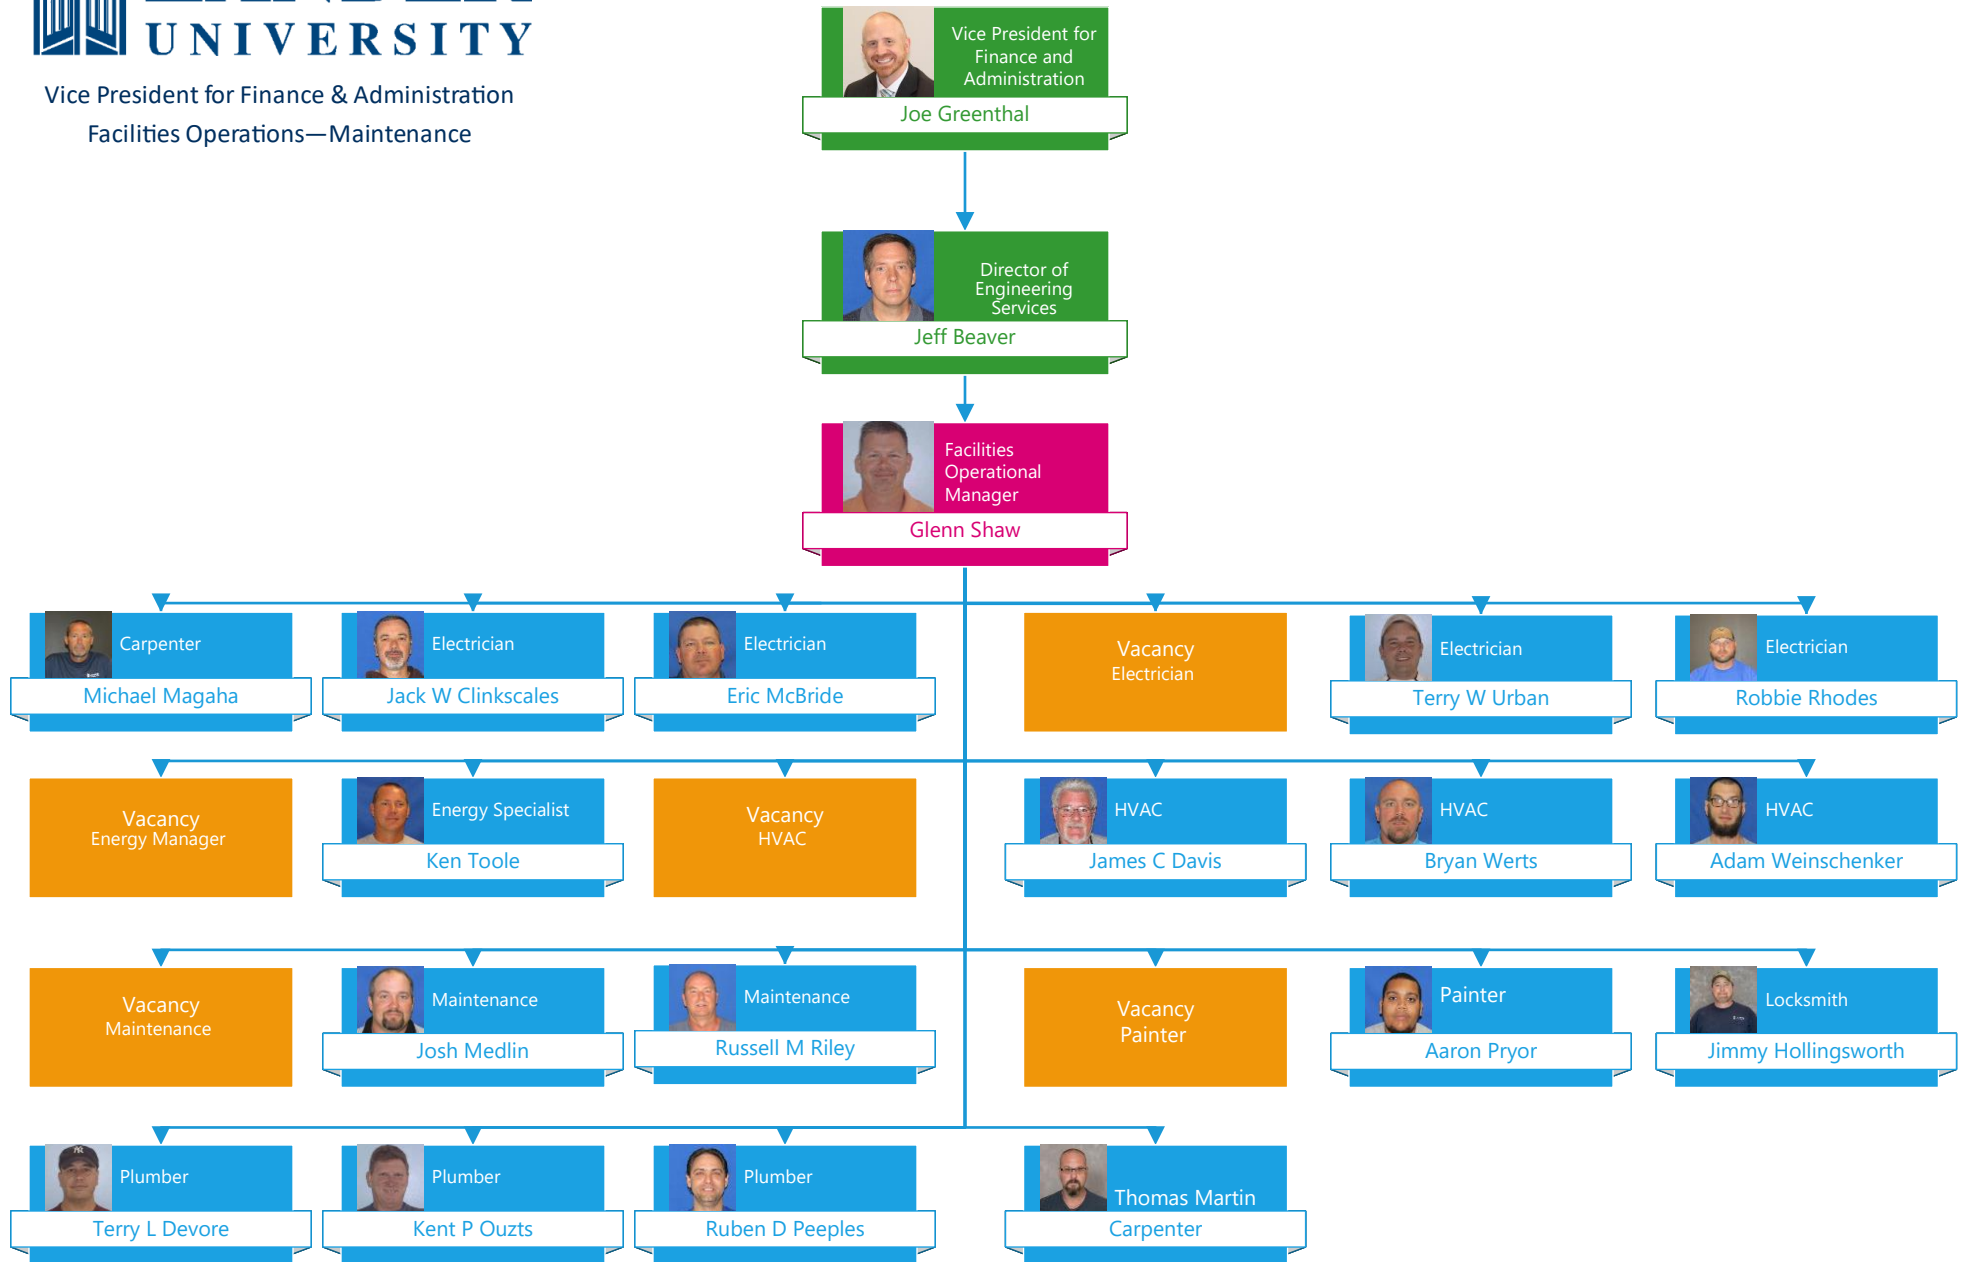 UNIVERSITY
Vice President for Finance & Administration
Facilities Operations—Maintenance
Vice President for
Finance and
Administration
Joe Greenthal
Director of
Engineering
Services
Jeff Beaver
Facilities
Operational
Manager
Glenn Shaw
Carpenter
Michael Magaha
Electrician
Jack W Clinkscales
Electrician
Eric McBride
Vacancy
Electrician
Electrician
Terry W Urban
Electrician
Robbie Rhodes
Vacancy
Energy Manager
Energy Specialist
Ken Toole
Vacancy
HVAC
HVAC
James C Davis
HVAC
Bryan Werts
HVAC
Adam Weinschenker
Vacancy
Maintenance
Maintenance
Josh Medlin
Maintenance
Russell M Riley
Vacancy
Painter
Painter
Aaron Pryor
Locksmith
Jimmy Hollingsworth
Plumber
Terry L Devore
Plumber
Kent P Ouzts
Plumber
Ruben D Peeples
Thomas Martin
Carpenter